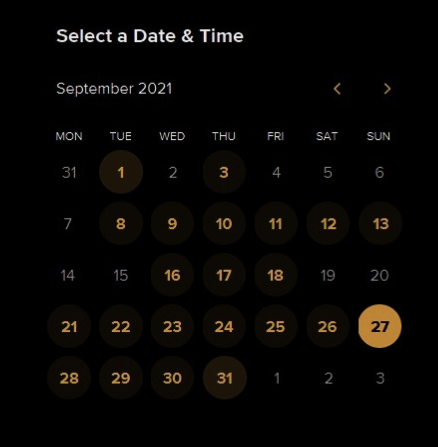 Select a Date & Time
September 2021
MON TUE WED THU FRI SAT SUN
31 1 2 3 4 5 6
7 8 9 10 11 12 13
14 15 16 17 18 19 20
21 22 23 24 25 26 27
28 29 30 31 1 2 3